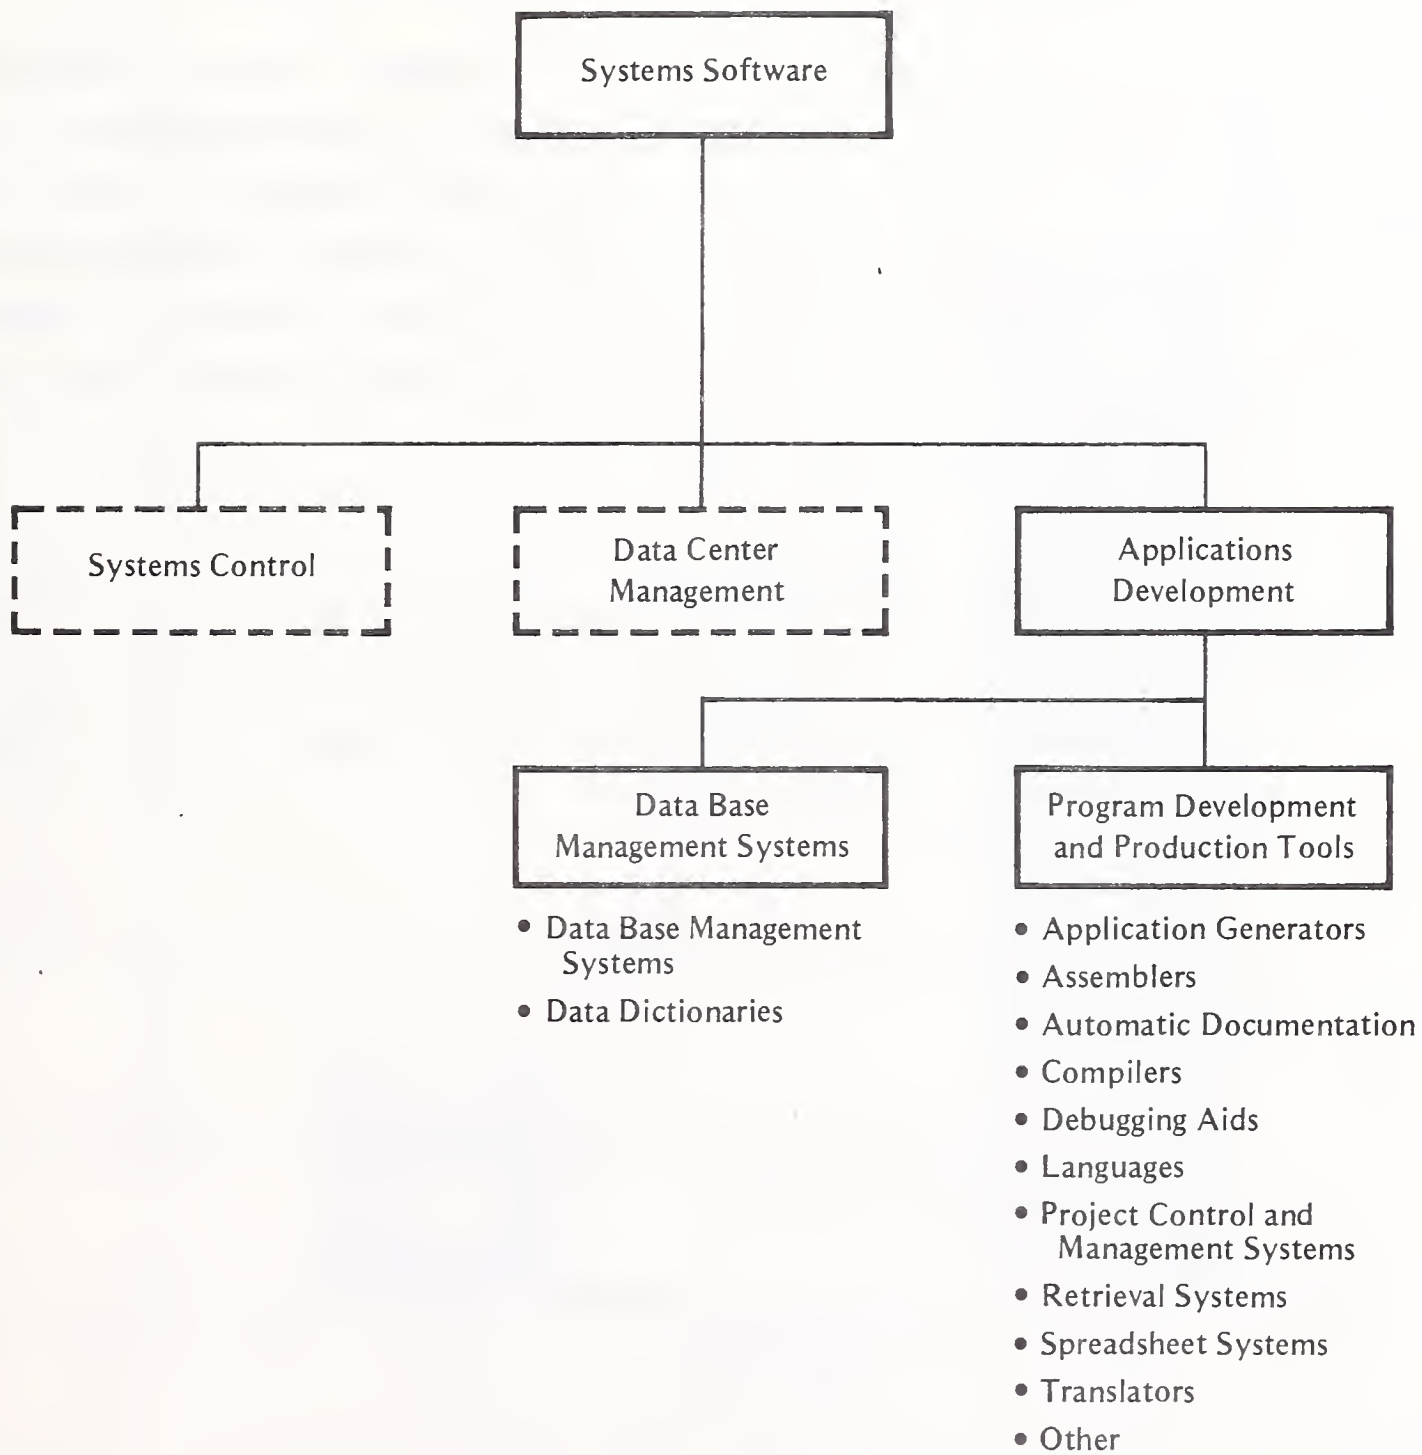 Systems Software
Systems Control
Data Center
Management
Applications
Development
Data Base
Management Systems
Program Development
and Production Tools
• Data Base Management
Systems
• Data Dictionaries
• Application Generators
• Assemblers
• Automatic Documentation
• Compilers
• Debugging Aids
• Languages
• Project Control and
Management Systems
• Retrieval Systems
• Spreadsheet Systems
• Translators
• Other